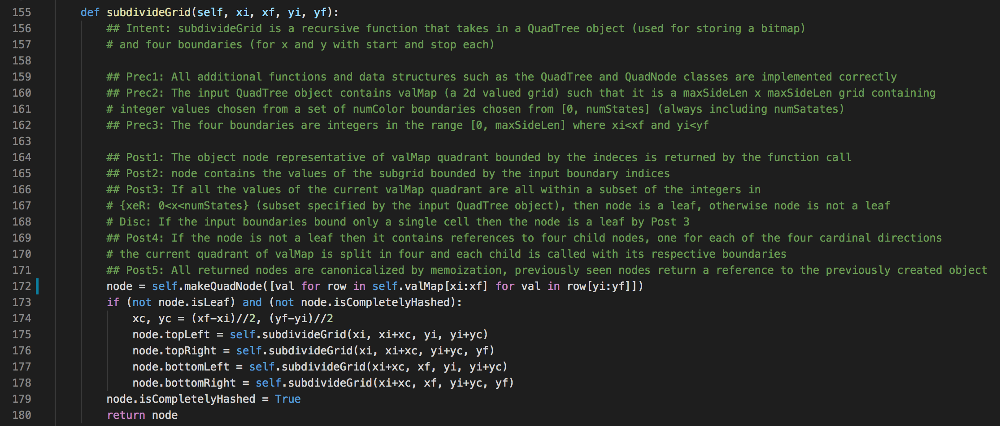 155 def subdivideGrid(self, xi, xf, yi, yf):
156 ## Intent: subdivideGrid is a recursive function that takes in a QuadTree object (used for storing a bitmap)
157 # and four boundaries (for x and y with start and stop each)
158
159 ## Prec1: All additional functions and data structures such as the QuadTree and QuadNode classes are implemented correctly
160 ## Prec2: The input QuadTree object contains valMap (a 2d valued grid) such that it is a maxSideLen x maxSideLen grid containing
161 # integer values chosen from a set of numColor boundaries chosen from [0, numStates] (always including numSatates)
162 ## Prec3: The four boundaries are integers in the range [0, maxSideLen] where xi<xf and yi<yf
163
164 ## Post1: The object node representative of valMap quadrant bounded by the indeces is returned by the function call
165 ## Post2: node contains the values of the subgrid bounded by the input boundary indices
166 ## Post3: If all the values of the current valMap quadrant are all within a subset of the integers in
167 # {xeR: 0<x<numStates} (subset specified by the input QuadTree object), then node is a leaf, otherwise node is not a leaf
168 # Disc: If the input boundaries bound only a single cell then the node is a leaf by Post 3
169 ## Post4: If the node is not a leaf then it contains references to four child nodes, one for each of the four cardinal directions
170 # the current quadrant of valMap is split in four and each child is called with its respective boundaries
171 ## Post5: All returned nodes are canonicalized by memoization, previously seen nodes return a reference to the previously created object
172 node = self.makeQuadNode([val for row in self.valMap[xi:xf] for val in row[yi:yf]])
173 if (not node.isLeaf) and (not node.isCompletelyHashed):
174 xc, yc = (xf-xi)//2, (yf-yi)//2
175 node.topLeft = self.subdivideGrid(xi, xi+xc, yi, yi+yc)
176 node.topRight = self.subdivideGrid(xi, xi+xc, yi+yc, yf)
177 node.bottomLeft = self.subdivideGrid(xi+xc, xf, yi, yi+yc)
178 node.bottomRight = self.subdivideGrid(xi+xc, xf, yi+yc, yf)
179 node.isCompletelyHashed = True
180 return node